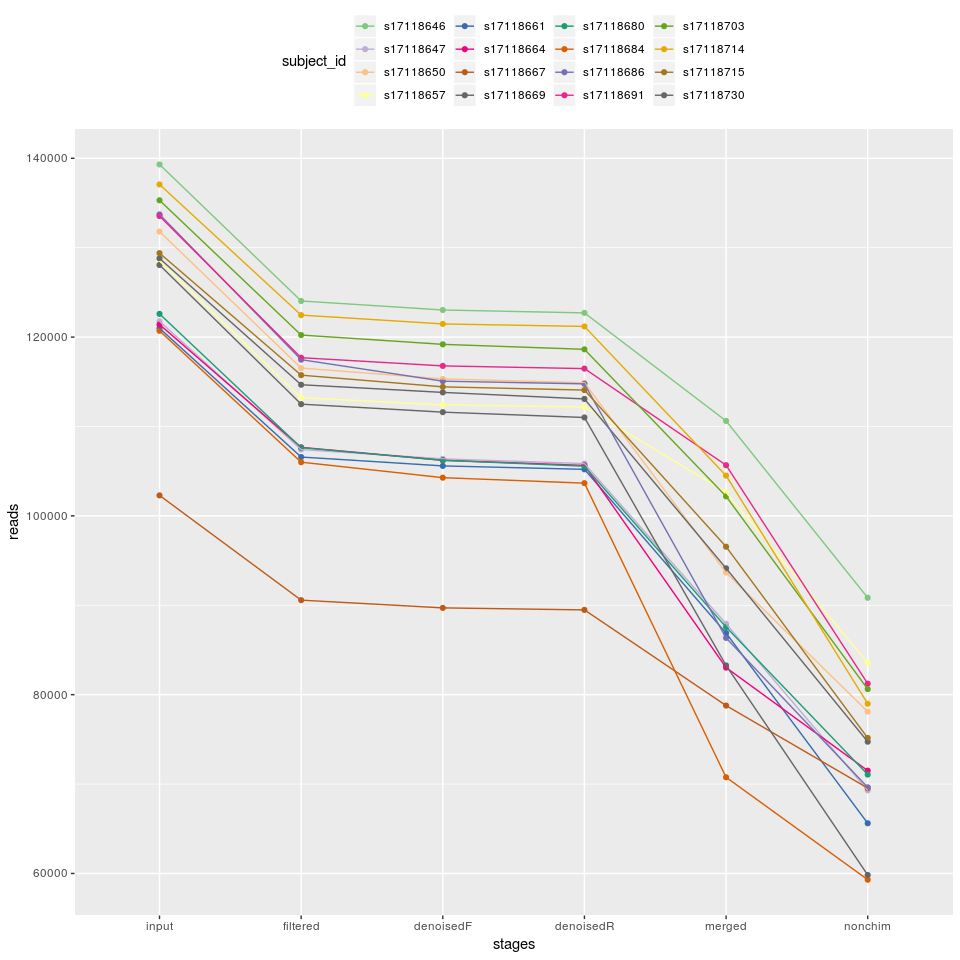 subject_id
s17118646 s17118661 s17118680 s17118703
s17118647 s17118664 s17118684 s17118714
s17118650 s17118667 s17118686 s17118715
s17118657 s17118669 s17118691 s17118730
reads
140000
120000
100000
80000
60000
input filtered denoisedF denoisedR merged nonchim
stages